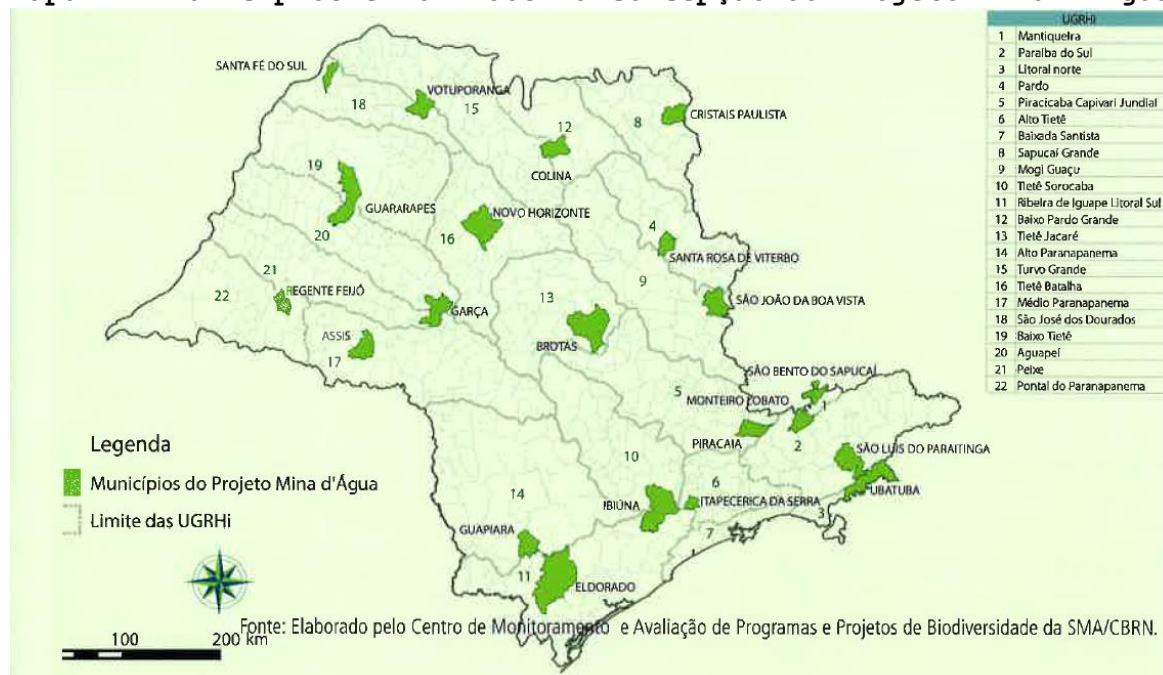 UGRHI
1 Mantiqueira
2 Paraíba do Sul
3 Litoral norte
4 Pardo
5 Piracicaba Capivari Jundiaí
6 Alto Tietê
7 Baixada Santista
8 Sapucaí Grande
9 Mogi Guaçu
10 Tietê Sorocaba
11 Ribeira de Iguape Litoral Sul
12 Baixo Pardo Grande
13 Tietê Jacaré
14 Alto Paranapanema
15 Turvo Grande
16 Tietê Batalha
17 Médio Paranapanema
18 São José dos Dourados
19 Baixo Tietê
20 Aguapeí
21 Peixe
22 Pontal do Paranapanema
SANTA FÉ DO SUL
VOTUPORANGA
18
15
12
8
CRISTAIS PAULISTA
COLINA
19
GUARARAPES
NOVO HORIZONTE
20
16
4
SANTA ROSA DE VITERBO
21
9
22
REGENTE FEIJÓ
13
SÃO JOÃO DA BOA VISTA
GARÇA
ASSIS
BROTAS
17
SÃO BENTO DO SAPUCAÍ
5
MONTEIRO LOBATO
1
PIRACAIA
2
SÃO LUIS DO PARAITINGA
10
6
UBATUBA
14
IBIÚNA
ITAPECERICA DA SERRA
3
GUAPIARA
7
11
ELDORADO
Legenda
Municípios do Projeto Mina d'Água
Limite das UGRHi
100 200 km
Fonte: Elaborado pelo Centro de Monitoramento e Avaliação de Programas e Projetos de Biodiversidade da SMA/CBRN.